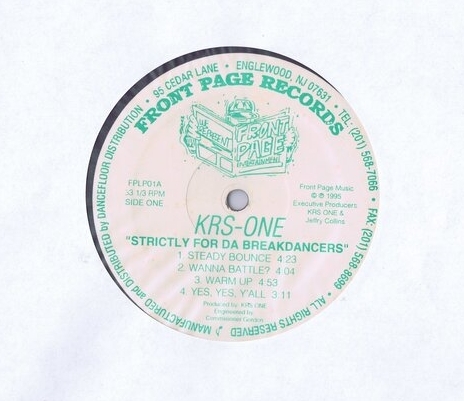 MANUFACTURED and DISTRIBUTED by DANCEFLOOR DISTRIBUTION • 95 CEDAR LANE • ENGLEWOOD, NJ 07631 • TEL: (201) 568-7066 • FAX: (201) 568-8699 • ALL RIGHTS RESERVED
FRONT PAGE RECORDS
WE REPRESENT
FRONT
PAGE
ENTERTAINMENT
FPLP01A
33 1/3 RPM
SIDE ONE
Front Page Music
© ℗ 1995
Executive Producers
KRS ONE &
Jeffry Collins
KRS-ONE
"STRICTLY FOR DA BREAKDANCERS"
1. STEADY BOUNCE 4:23
2. WANNA BATTLE? 4:04
3. WARM UP 4:53
4. YES, YES, Y'ALL 3:11
Produced by: KRS ONE
Engineered by:
Commissioner Gordon